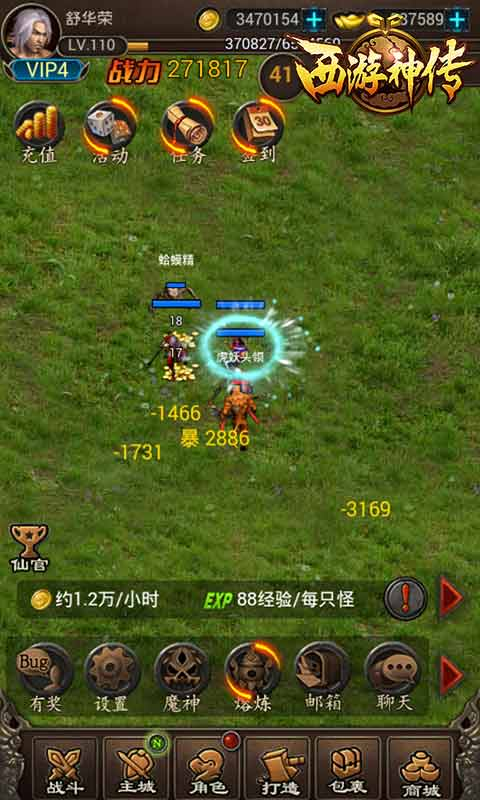 舒华荣
3470154
37589
LV.110
VIP4
战力 271817
41
西游神传
充值
活动
30
任务
签到
蛤蟆精
18
17
虎妖头领
-1466
暴 2886
-1731
-3169
仙官
约1.2万/小时
EXP 88经验/每只怪
Bug
有奖
设置
魔神
熔炼
邮箱
聊天
N
战斗
主城
角色
打造
包裹
商城